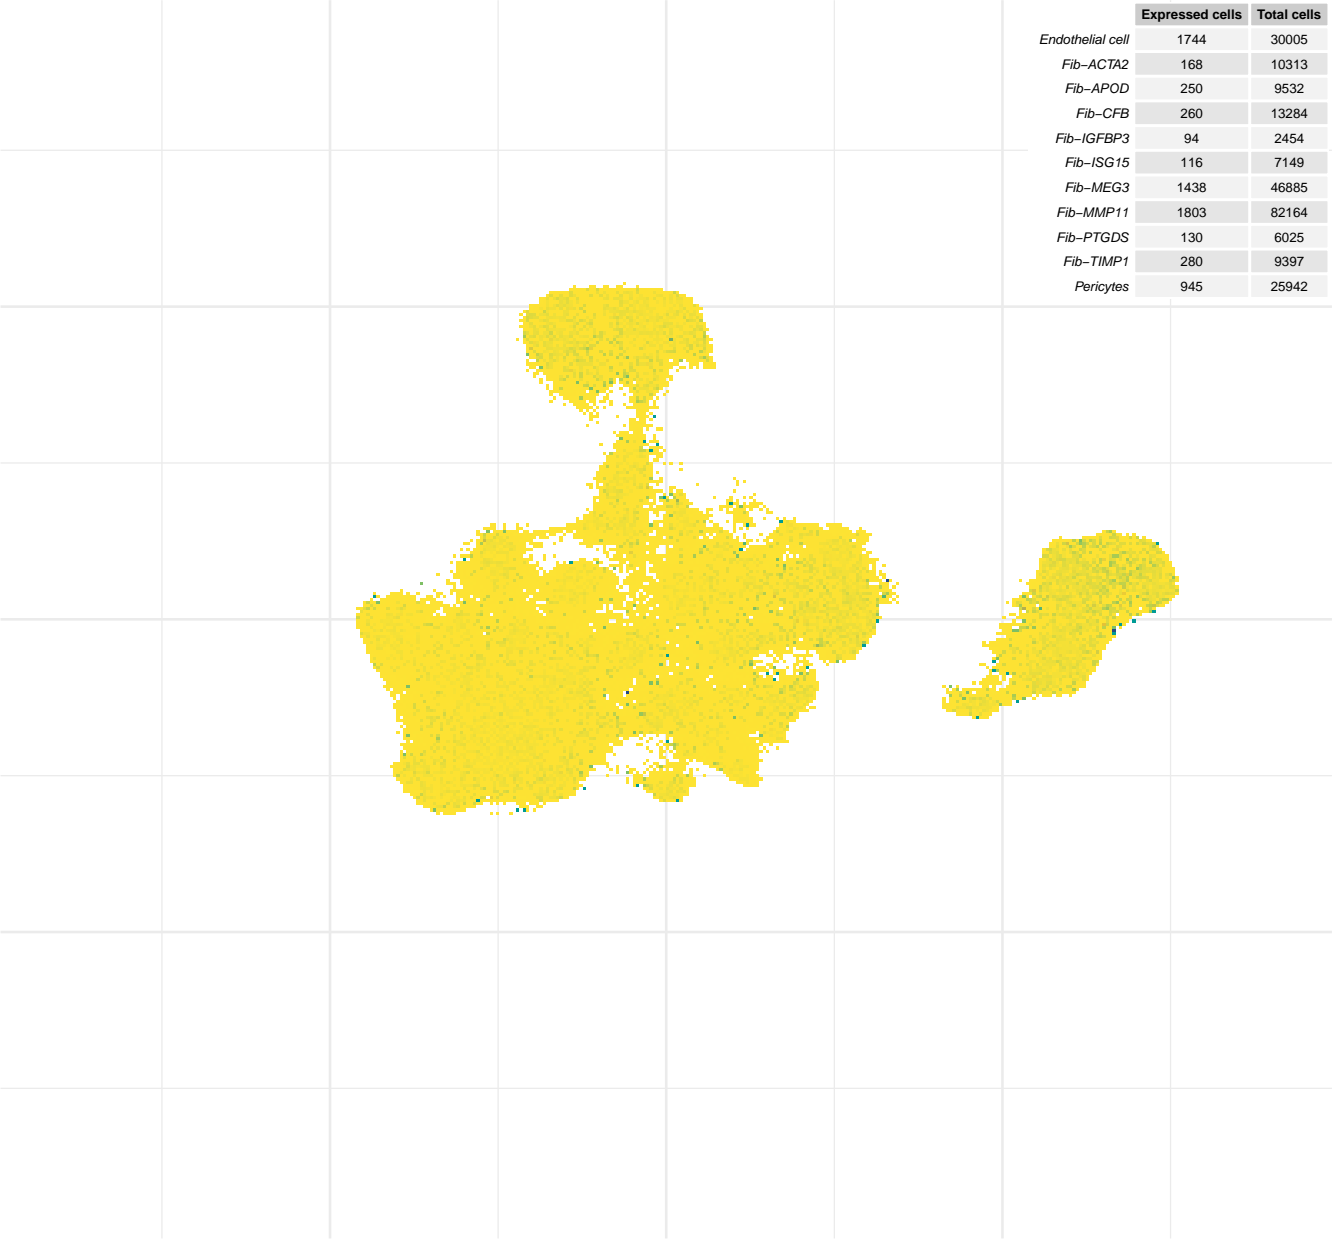 Expressed cells Total cells
Endothelial cell 1744 30005
Fib−ACTA2 168 10313
Fib−APOD 250 9532
Fib−CFB 260 13284
Fib−IGFBP3 94 2454
Fib−ISG15 116 7149
Fib−MEG3 1438 46885
Fib−MMP11 1803 82164
Fib−PTGDS 130 6025
Fib−TIMP1 280 9397
Pericytes 945 25942